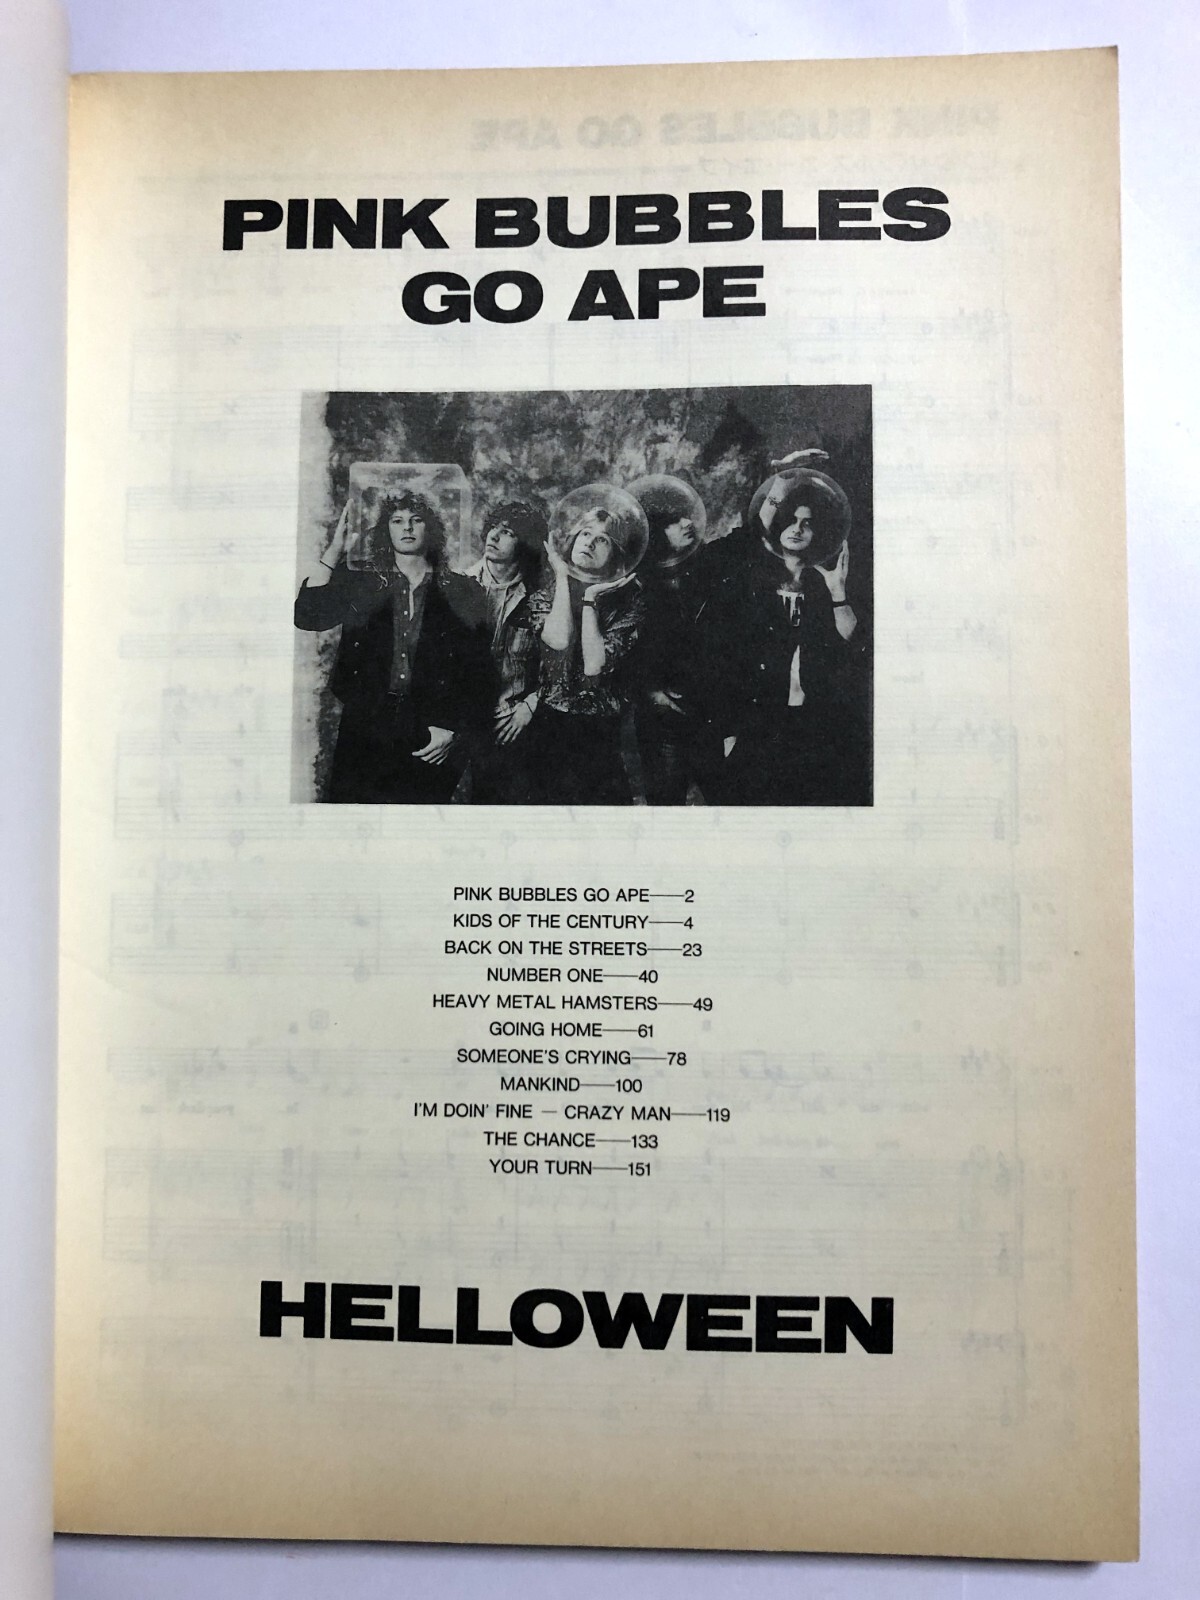 PINK BUBBLES
GO APE
PINK BUBBLES GO APE——2
KIDS OF THE CENTURY——4
BACK ON THE STREETS——23
NUMBER ONE——40
HEAVY METAL HAMSTERS——49
GOING HOME——61
SOMEONE'S CRYING——78
MANKIND——100
I'M DOIN' FINE — CRAZY MAN——119
THE CHANCE——133
YOUR TURN——151
HELLOWEEN